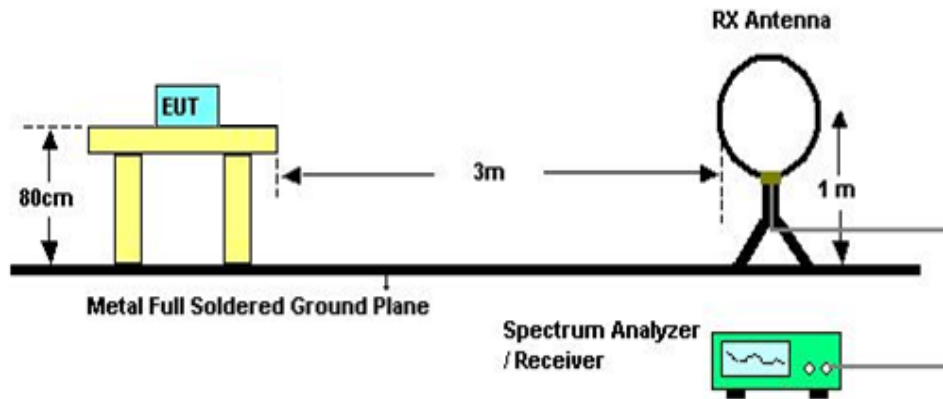 RX Antenna
EUT
80cm
3m
1 m
Metal Full Soldered Ground Plane
Spectrum Analyzer
/ Receiver